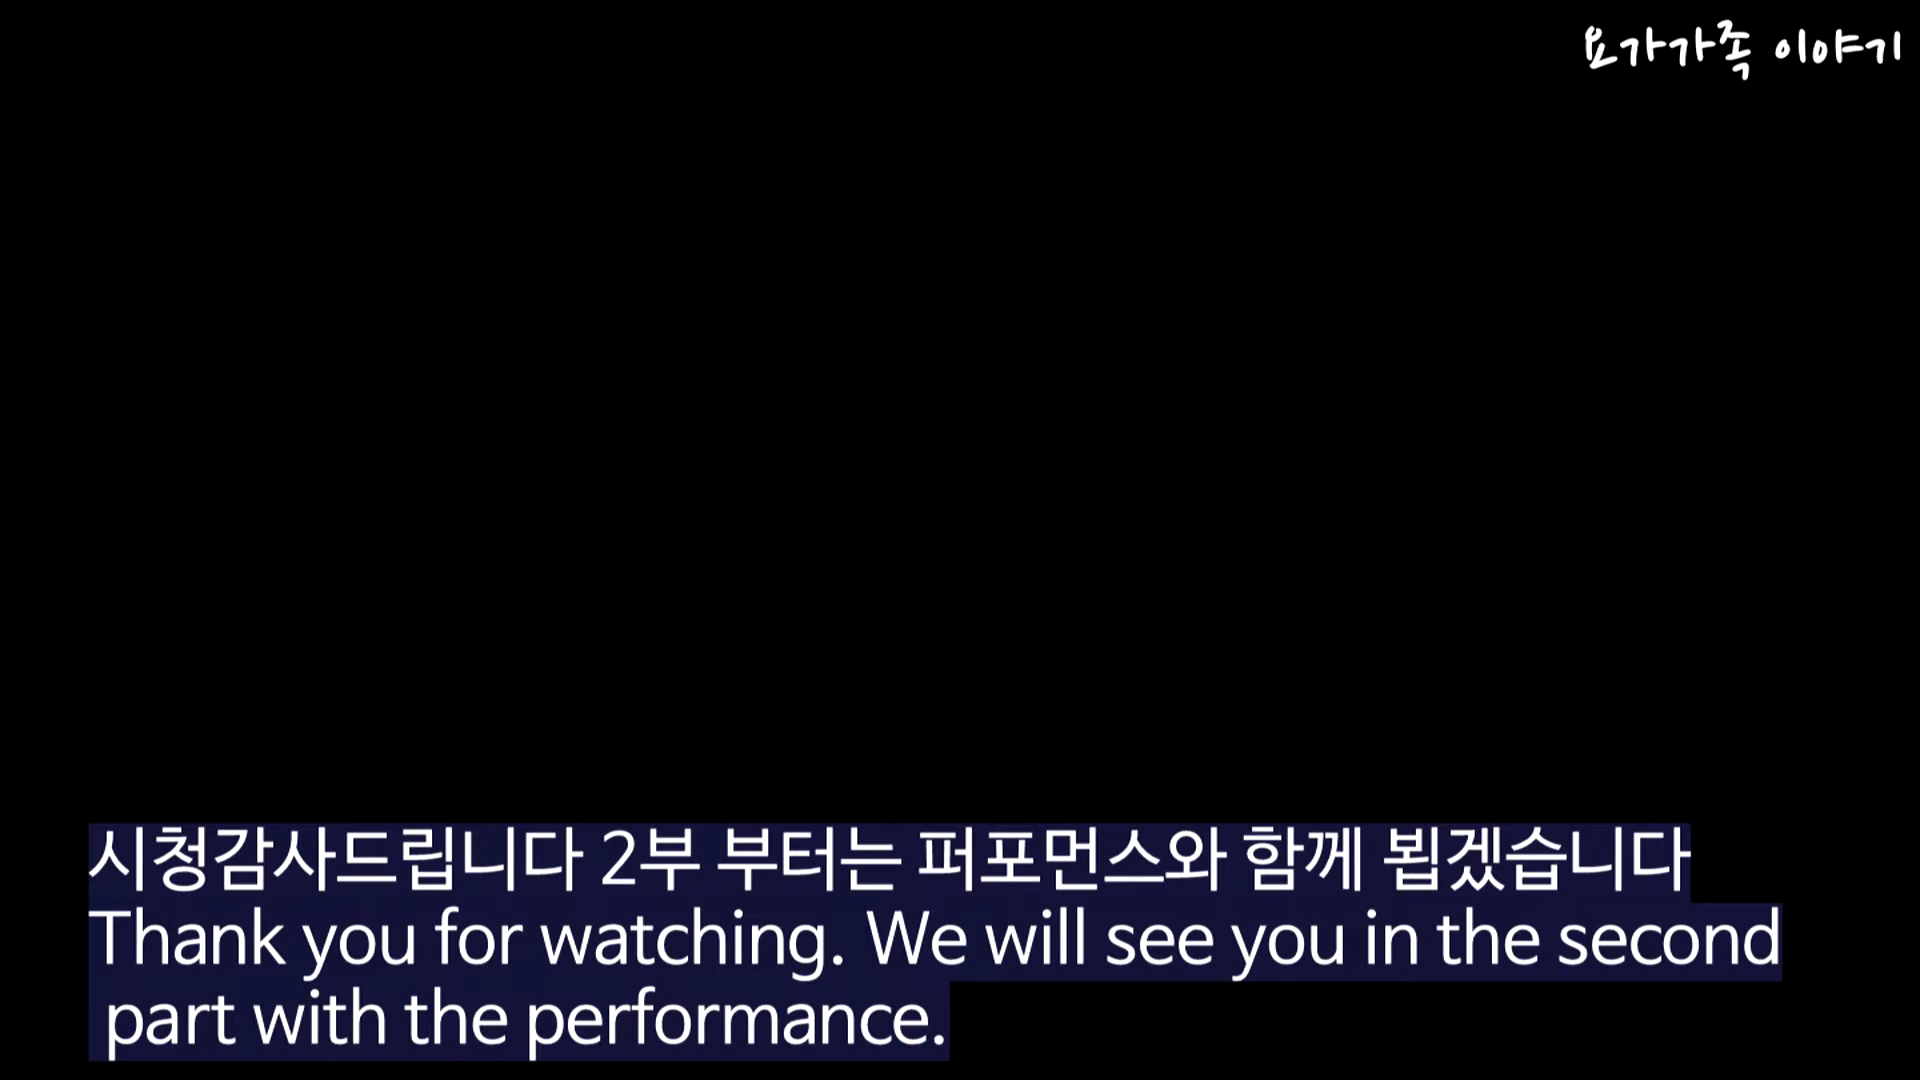 요가가족 이야기
시청감사드립니다 2부 부터는 퍼포먼스와 함께 뵙겠습니다
Thank you for watching. We will see you in the second
part with the performance.